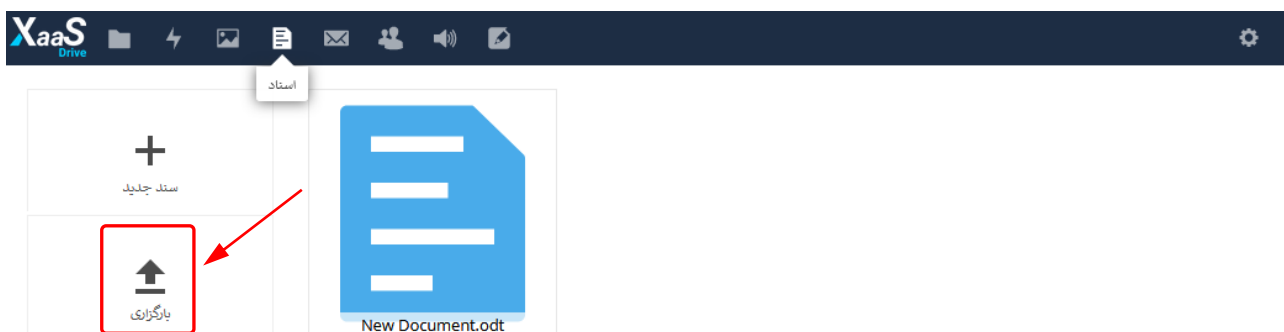 XaaS
Drive
اسناد
سند جدید
بارگزاری
New Document.odt